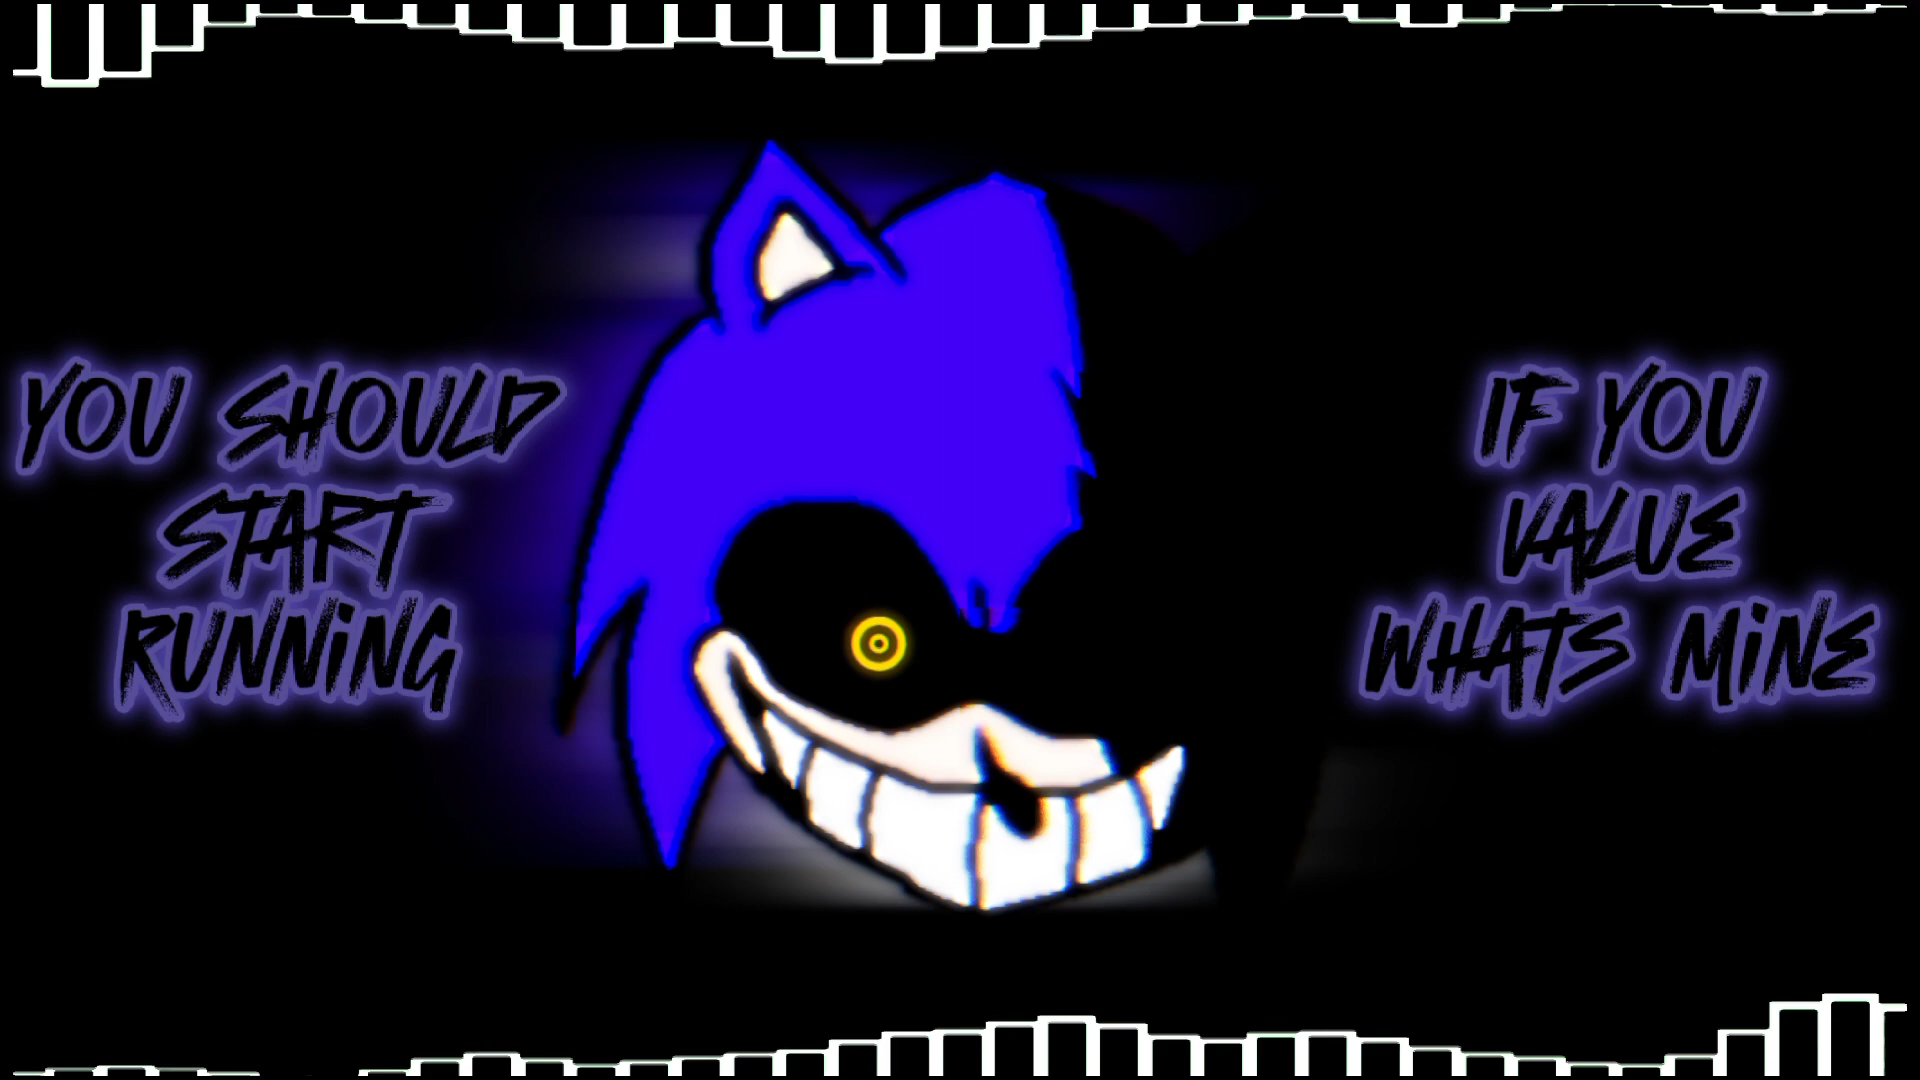 YOU SHOULD
START
RUNNiNG
IF YOU
VALUE
WHATS MiNE